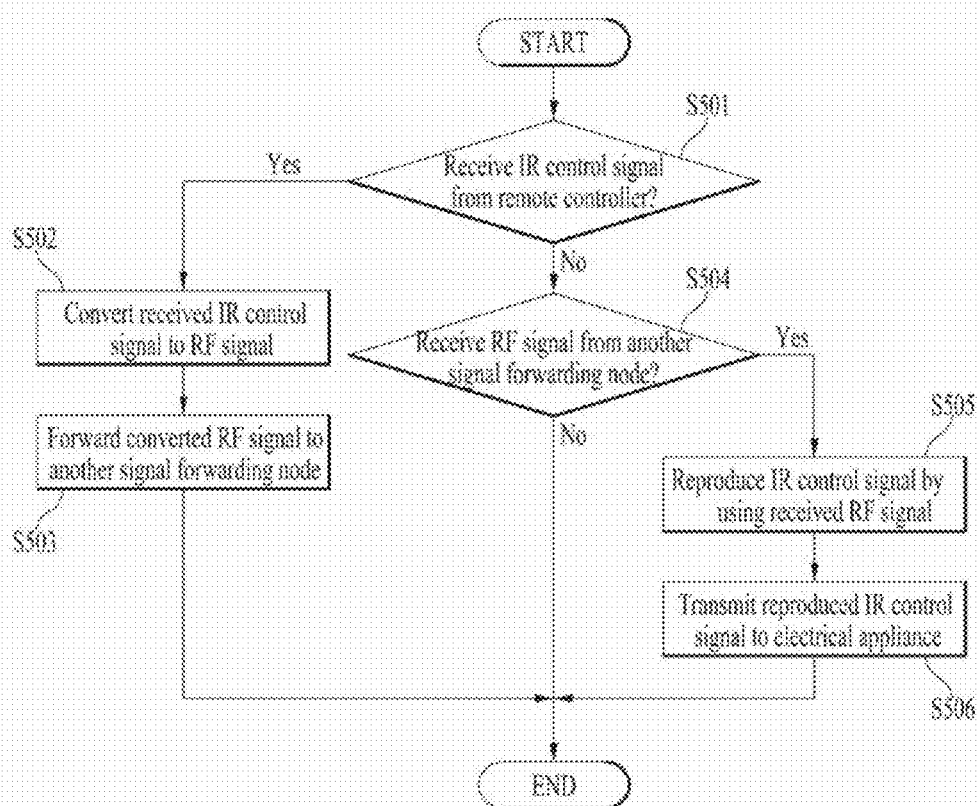 START
S501
Receive IR control signal
from remote controller?
Yes
No
S502
Convert received IR control
signal to RF signal
S504
Receive RF signal from another
signal forwarding node?
Yes
No
Forward converted RF signal to
another signal forwarding node
S503
S505
Reproduce IR control signal by
using received RF signal
Transmit reproduced IR control
signal to electrical appliance
S506
END